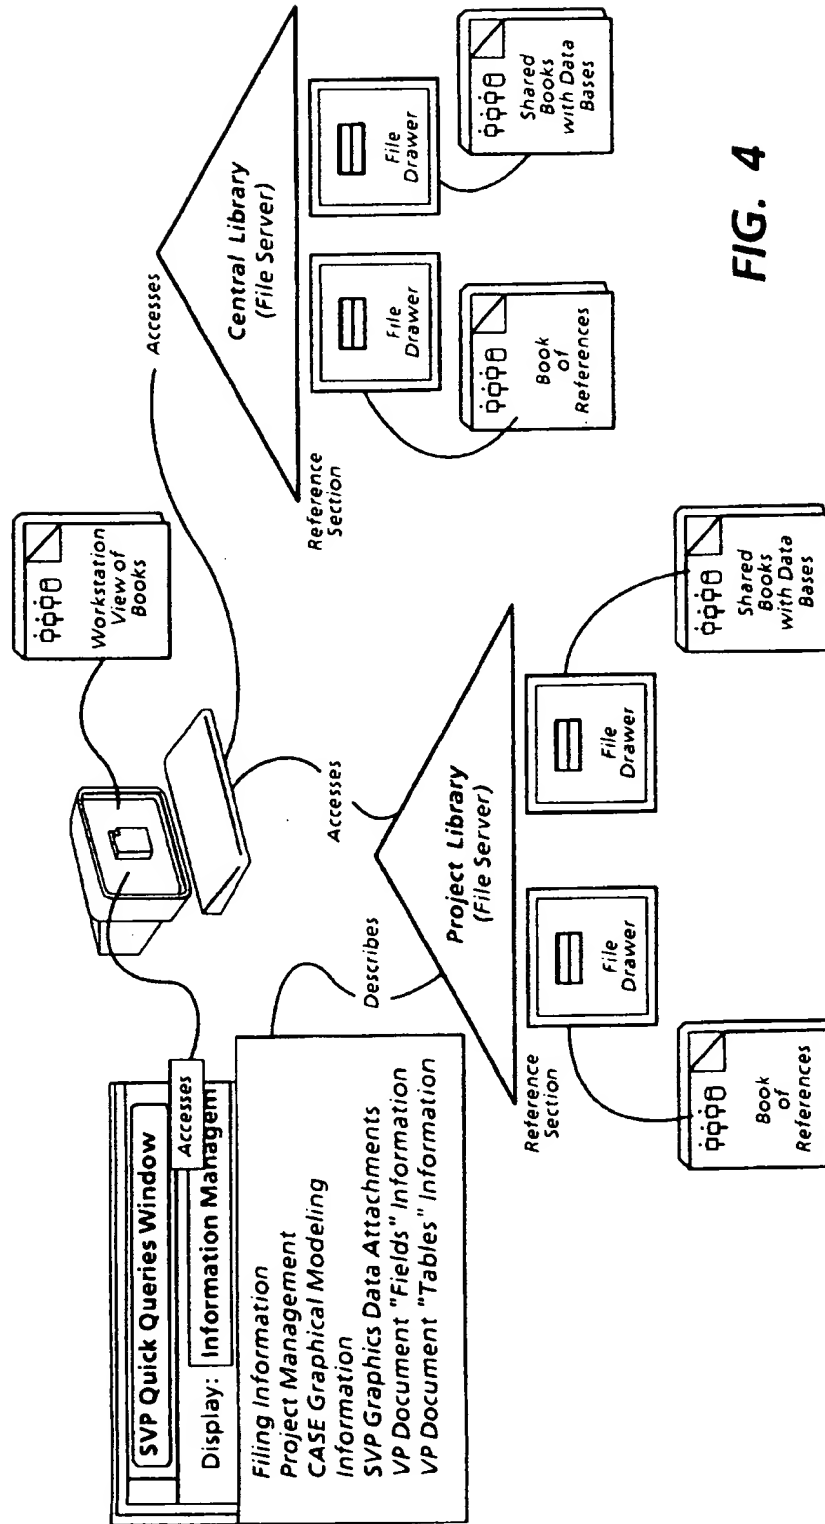 SVP Quick Queries Window
Accesses
Display: Information Managem
Filing Information
Project Management
CASE Graphical Modeling
Information
SVP Graphics Data Attachments
VP Document "Fields" Information
VP Document "Tables" Information
Workstation
View of
Books
Describes
Accesses
Accesses
Project Library
(File Server)
Reference
Section
File
Drawer
File
Drawer
Book
of
References
Shared
Books
with Data
Bases
Central Library
(File Server)
Reference
Section
File
Drawer
File
Drawer
Book
of
References
Shared
Books
with Data
Bases
FIG. 4